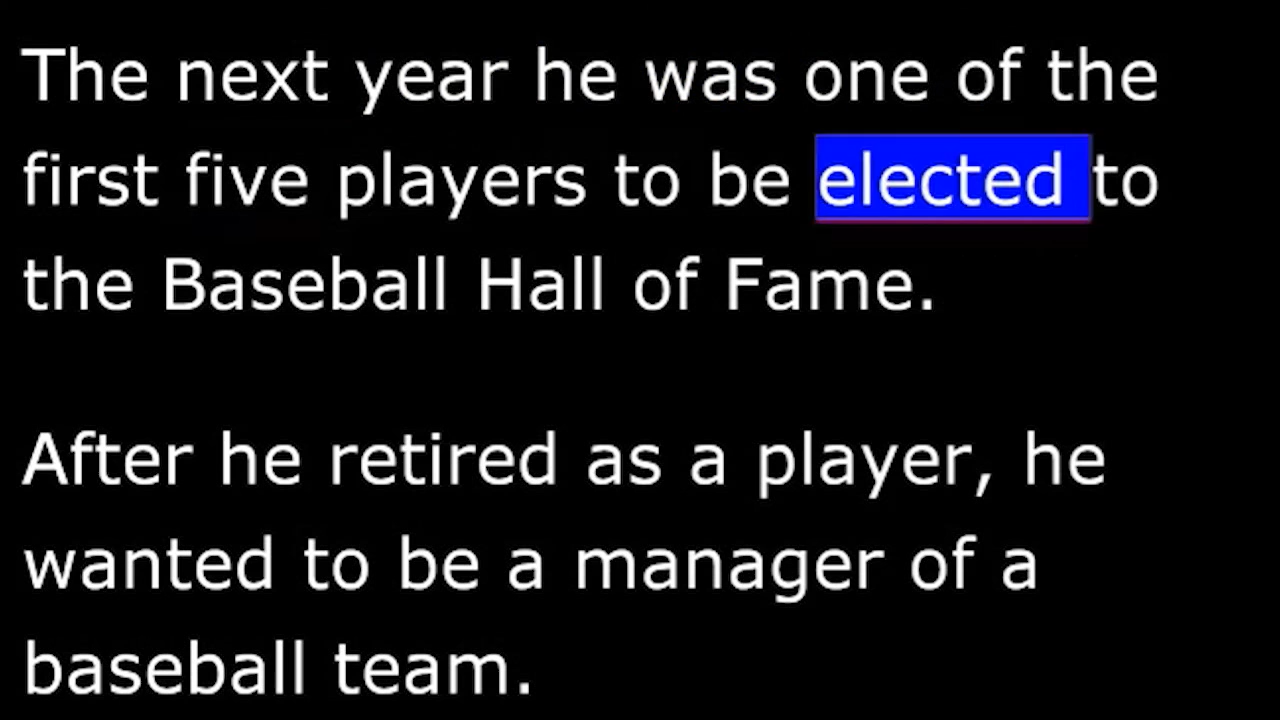 The next year he was one of the
first five players to be elected to
the Baseball Hall of Fame.
After he retired as a player, he
wanted to be a manager of a
baseball team.